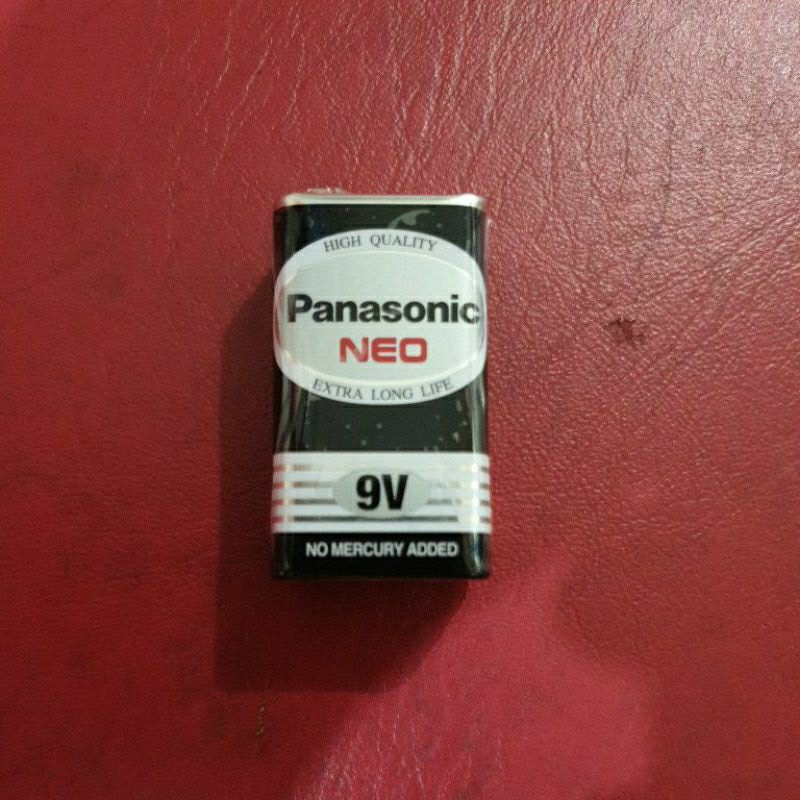 HIGH QUALITY
Panasonic
NEO
EXTRA LONG LIFE
9V
NO MERCURY ADDED